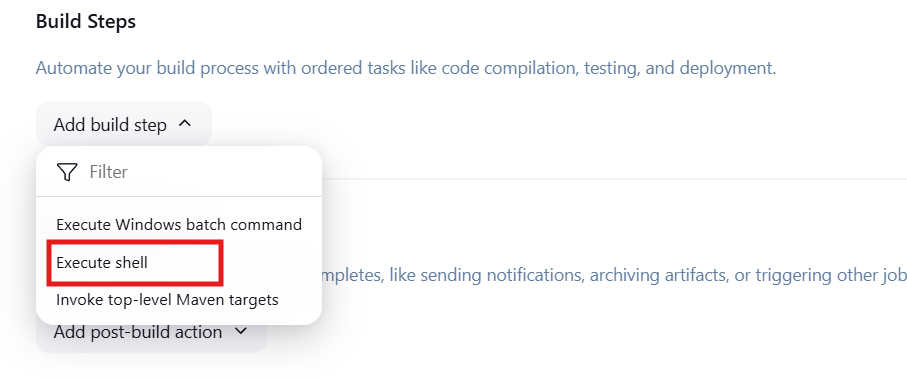 Build Steps
Automate your build process with ordered tasks like code compilation, testing, and deployment.
Add build step
Filter
Execute Windows batch command
Execute shell
mpletes, like sending notifications, archiving artifacts, or triggering other job
Invoke top-level Maven targets
Add post-build action